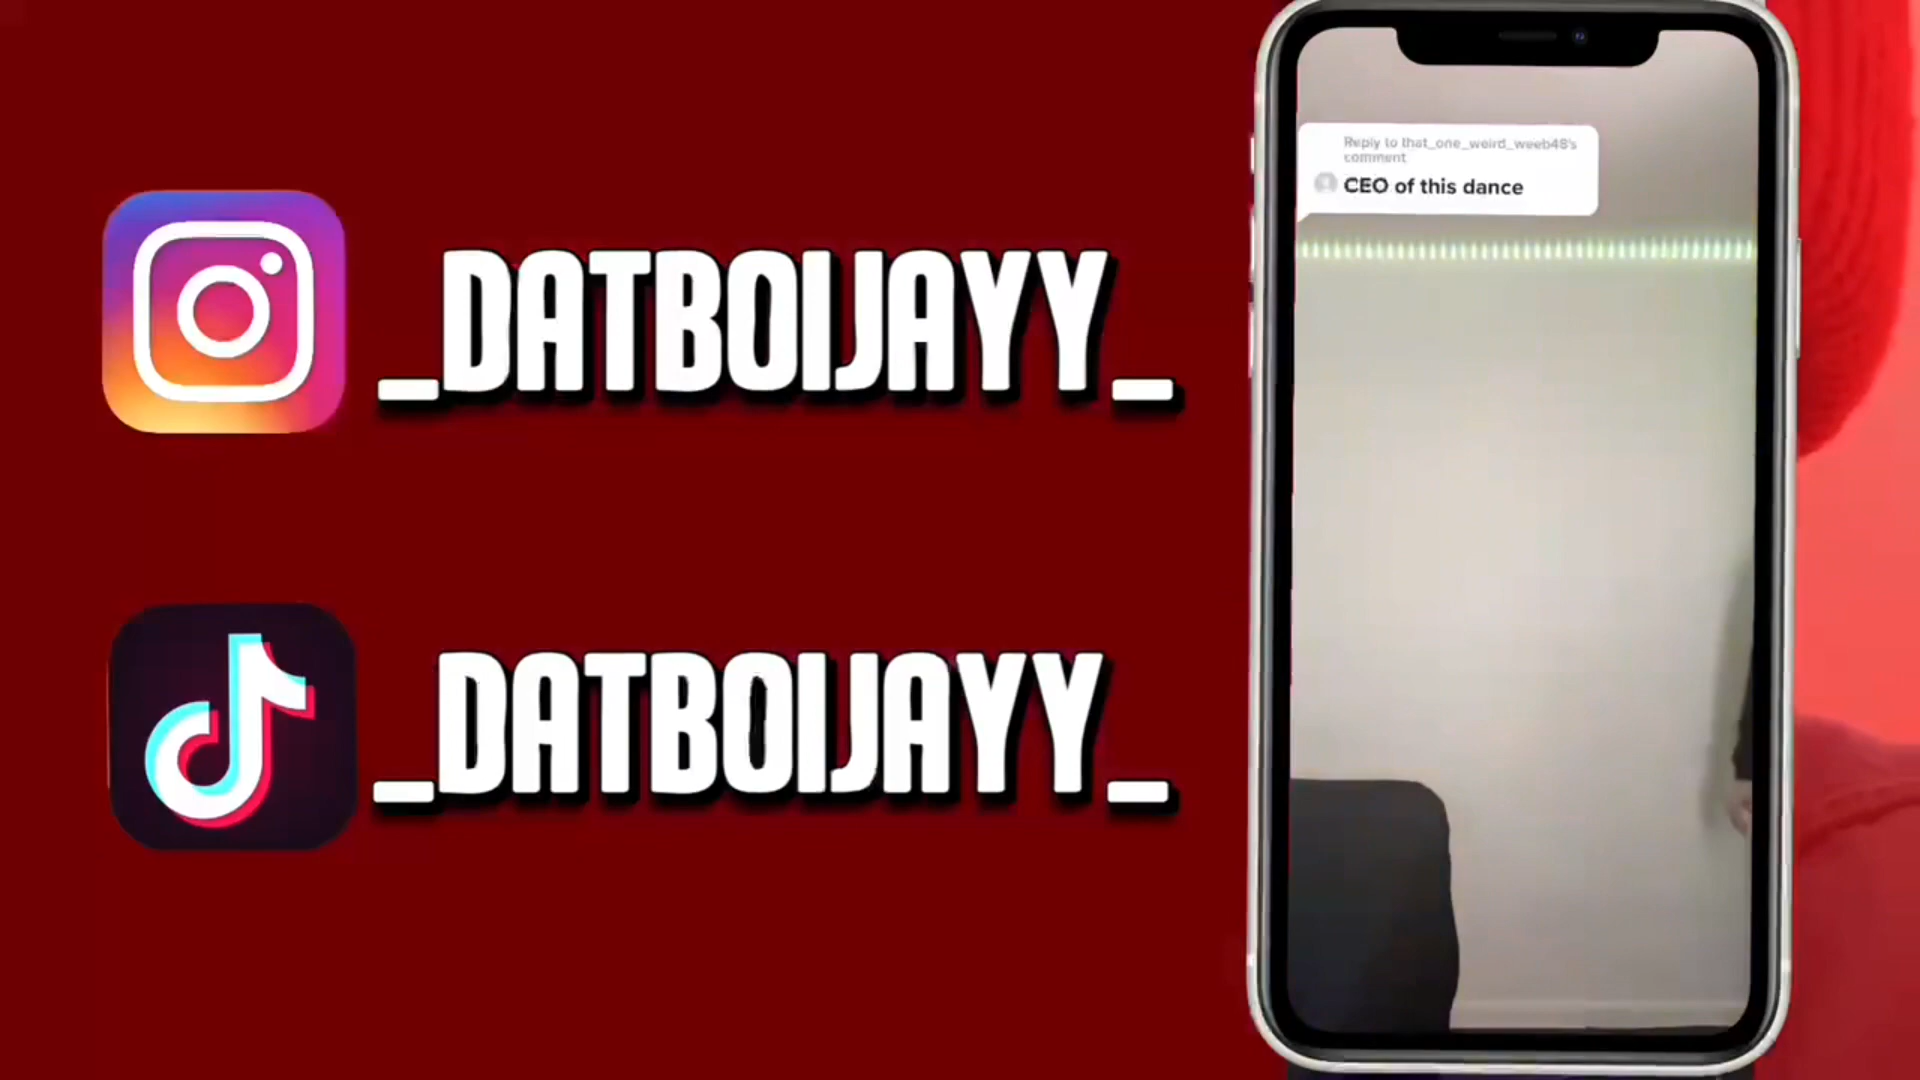 _DATBOIJAYY_
_DATBOIJAYY_
Reply to that_one_weird_weeb48's
comment
CEO of this dance